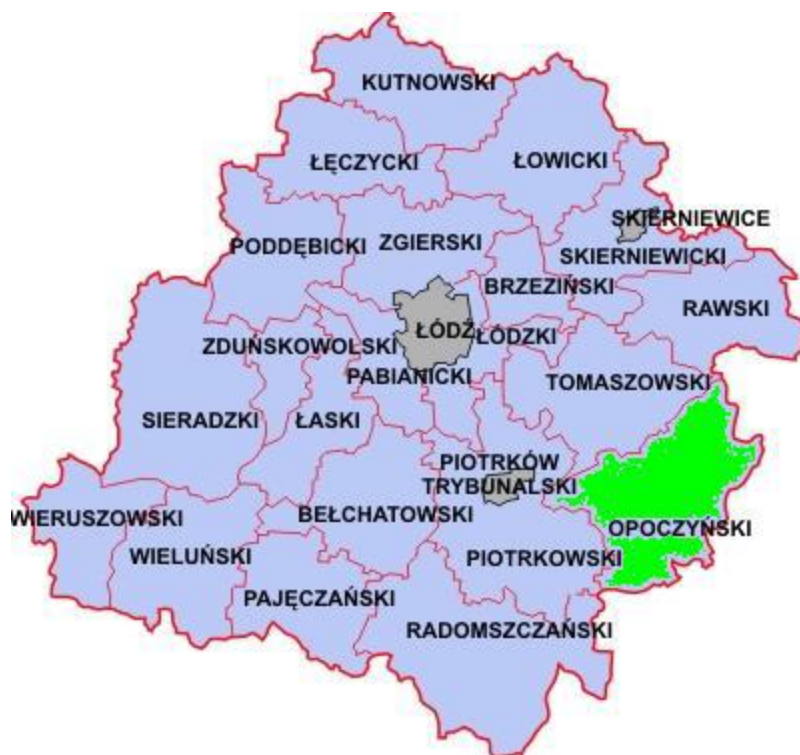 KUTNOWSKI
ŁĘCZYCKI
ŁOWICKI
SKIERNIEWICE
PODDĘBICKI
ZGIERSKI
SKIERNIEWICKI
BRZEZIŃSKI
RAWSKI
ŁÓDŹ
ŁÓDZKI
ZDUŃSKOWOLSKI
PABIANICKI
TOMASZOWSKI
SIERADZKI
ŁASKI
PIOTRKÓW
TRYBUNALSKI
WIERUSZOWSKI
BEŁCHATOWSKI
OPOCZYŃSKI
WIELUŃSKI
PIOTRKOWSKI
PAJĘCZAŃSKI
RADOMSZCZAŃSKI